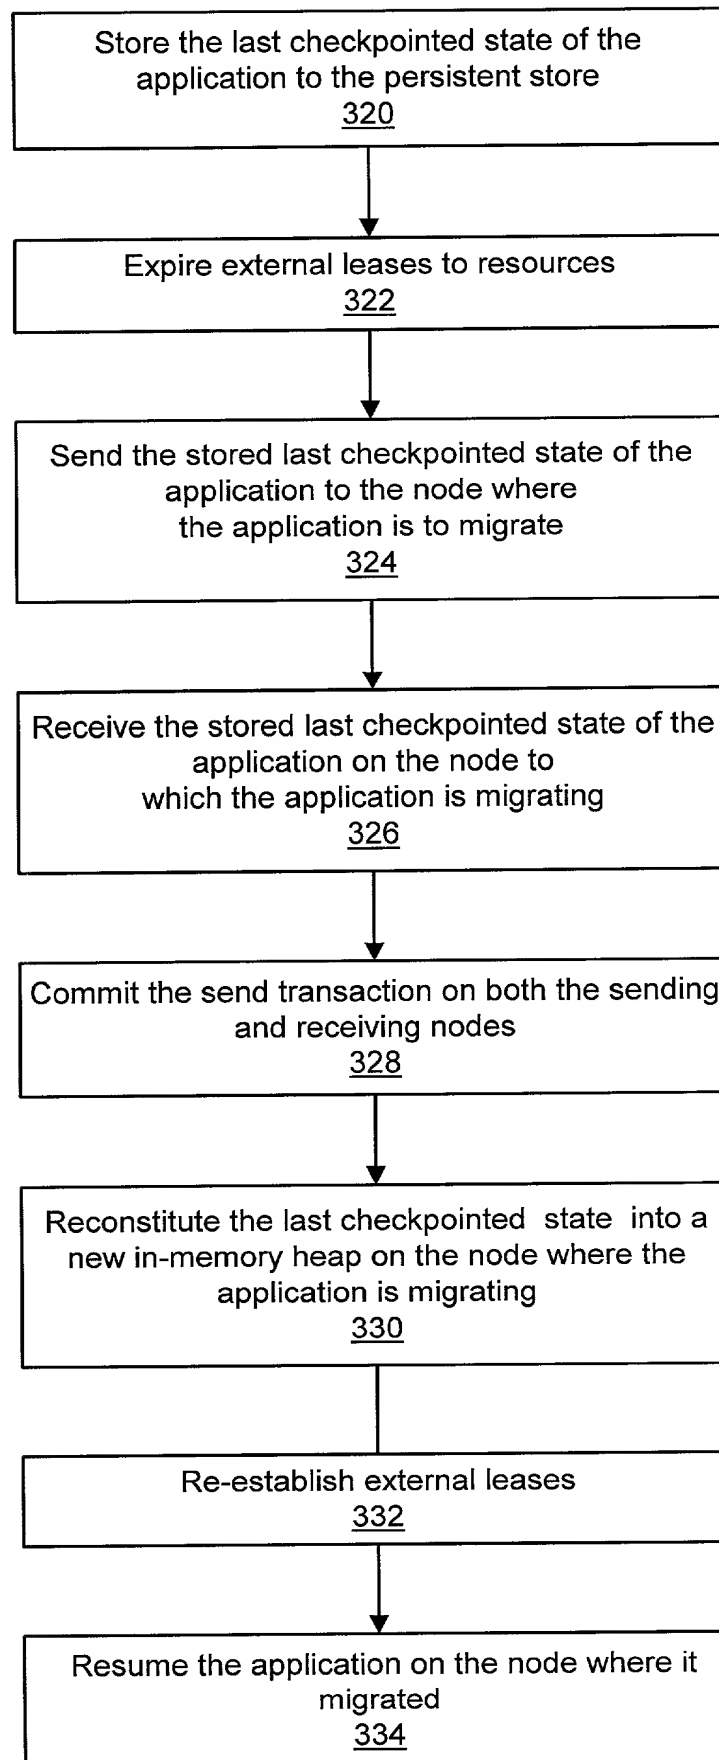 Store the last checkpointed state of the
application to the persistent store
320
Expire external leases to resources
322
Send the stored last checkpointed state of the
application to the node where
the application is to migrate
324
Receive the stored last checkpointed state of the
application on the node to
which the application is migrating
326
Commit the send transaction on both the sending
and receiving nodes
328
Reconstitute the last checkpointed state into a
new in-memory heap on the node where the
application is migrating
330
Re-establish external leases
332
Resume the application on the node where it
migrated
334